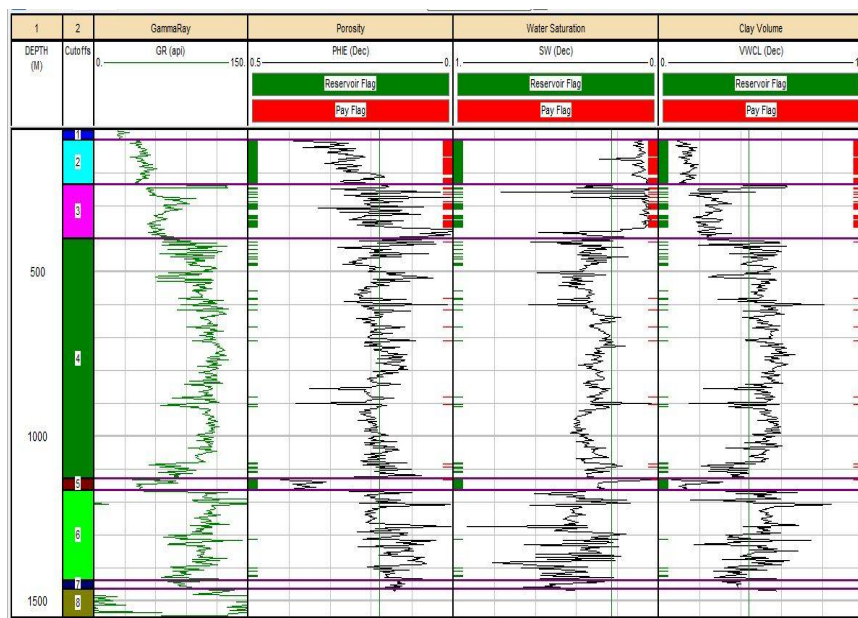 1 2 GammaRay Porosity Water Saturation Clay Volume
DEPTH Cutoffs GR (api) PHIE (Dec) SW (Dec) VWCL (Dec)
(M) 0. 150. 0.5 0. 1. 0. 0. 1
Reservoir Flag Reservoir Flag Reservoir Flag
Pay Flag Pay Flag Pay Flag
1
2
3
500
4
1000
5
6
7
1500 8